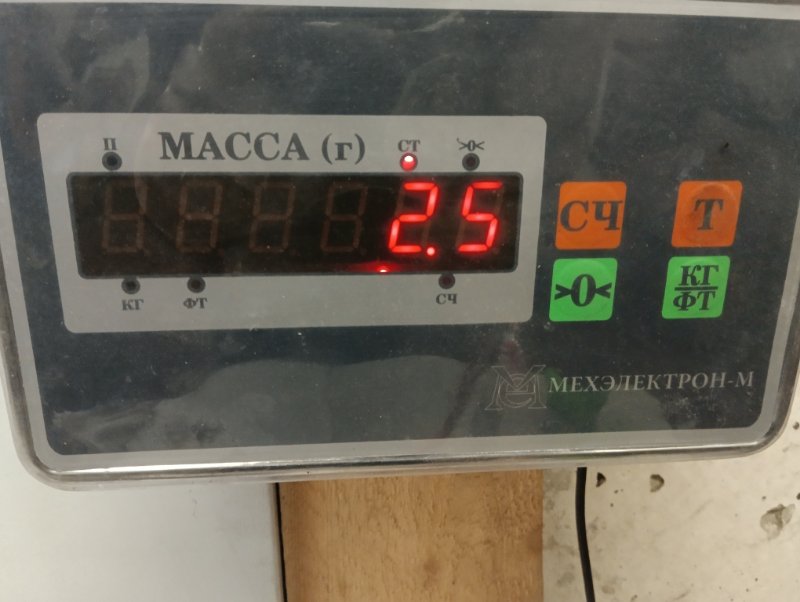 П МАССА (г) СТ >0<
2.5
КГ ФТ СЧ
СЧ Т
>0< КГ
ФТ
МЕХЭЛЕКТРОН-М